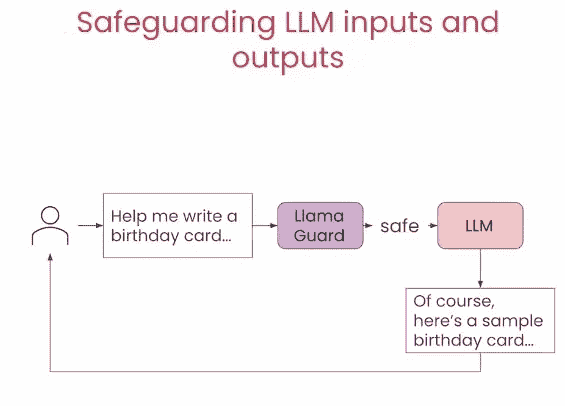 Safeguarding LLM inputs and
outputs
Help me write a
birthday card...
Llama
Guard
safe
LLM
Of course,
here's a sample
birthday card...